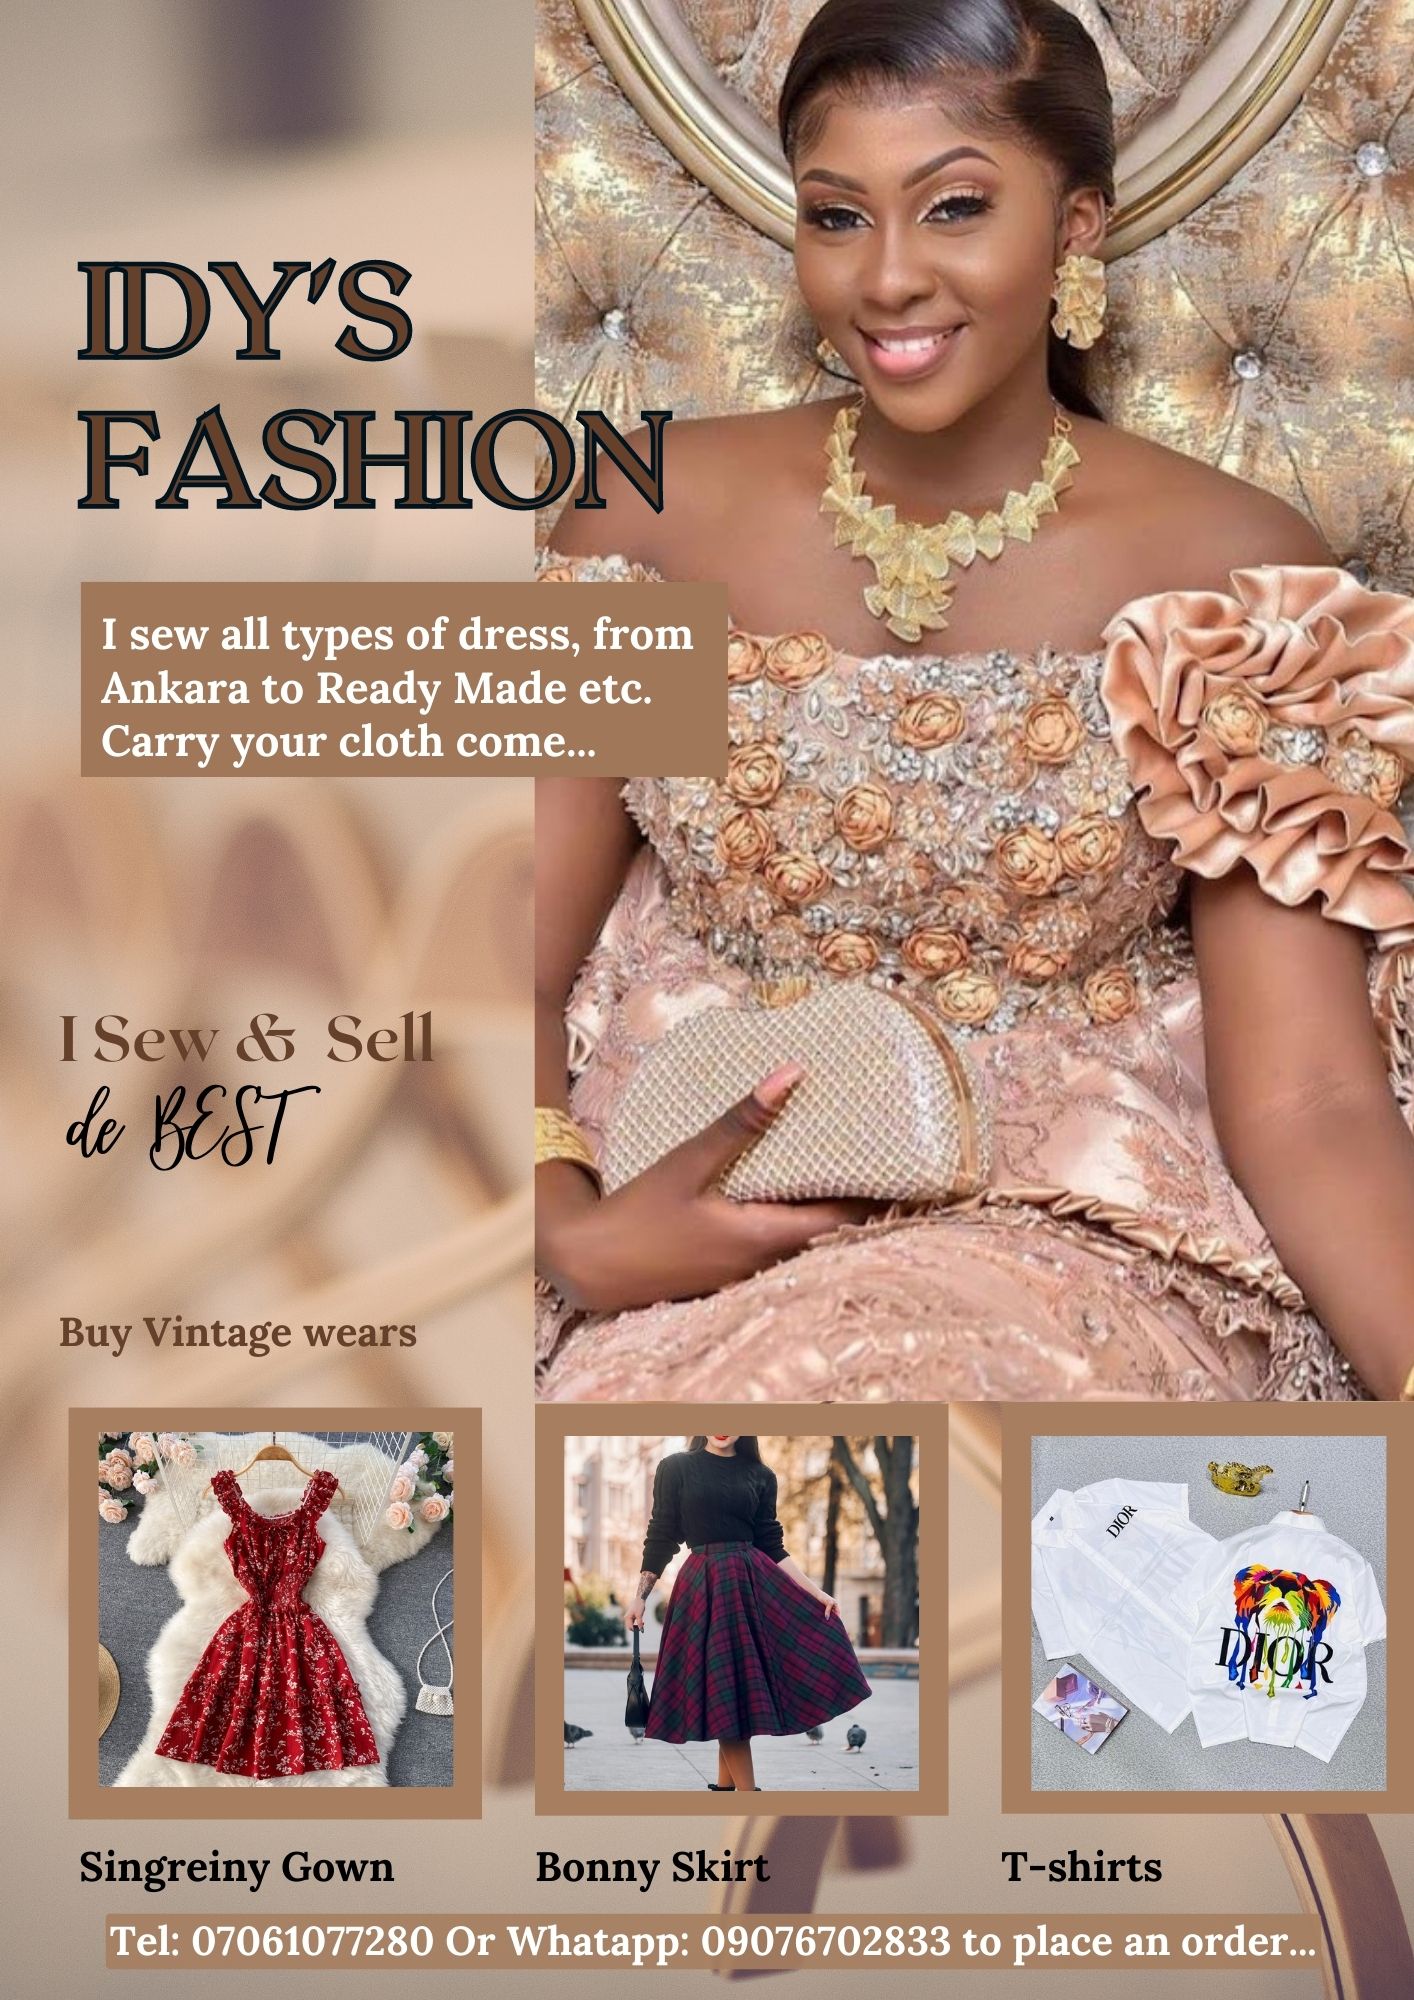 IDY'S
FASHION
I sew all types of dress, from
Ankara to Ready Made etc.
Carry your cloth come...
I Sew & Sell
de BEST
Buy Vintage wears
DIOR
DIOR
Singreiny Gown
Bonny Skirt
T-shirts
Tel: 07061077280 Or Whatapp: 09076702833 to place an order...